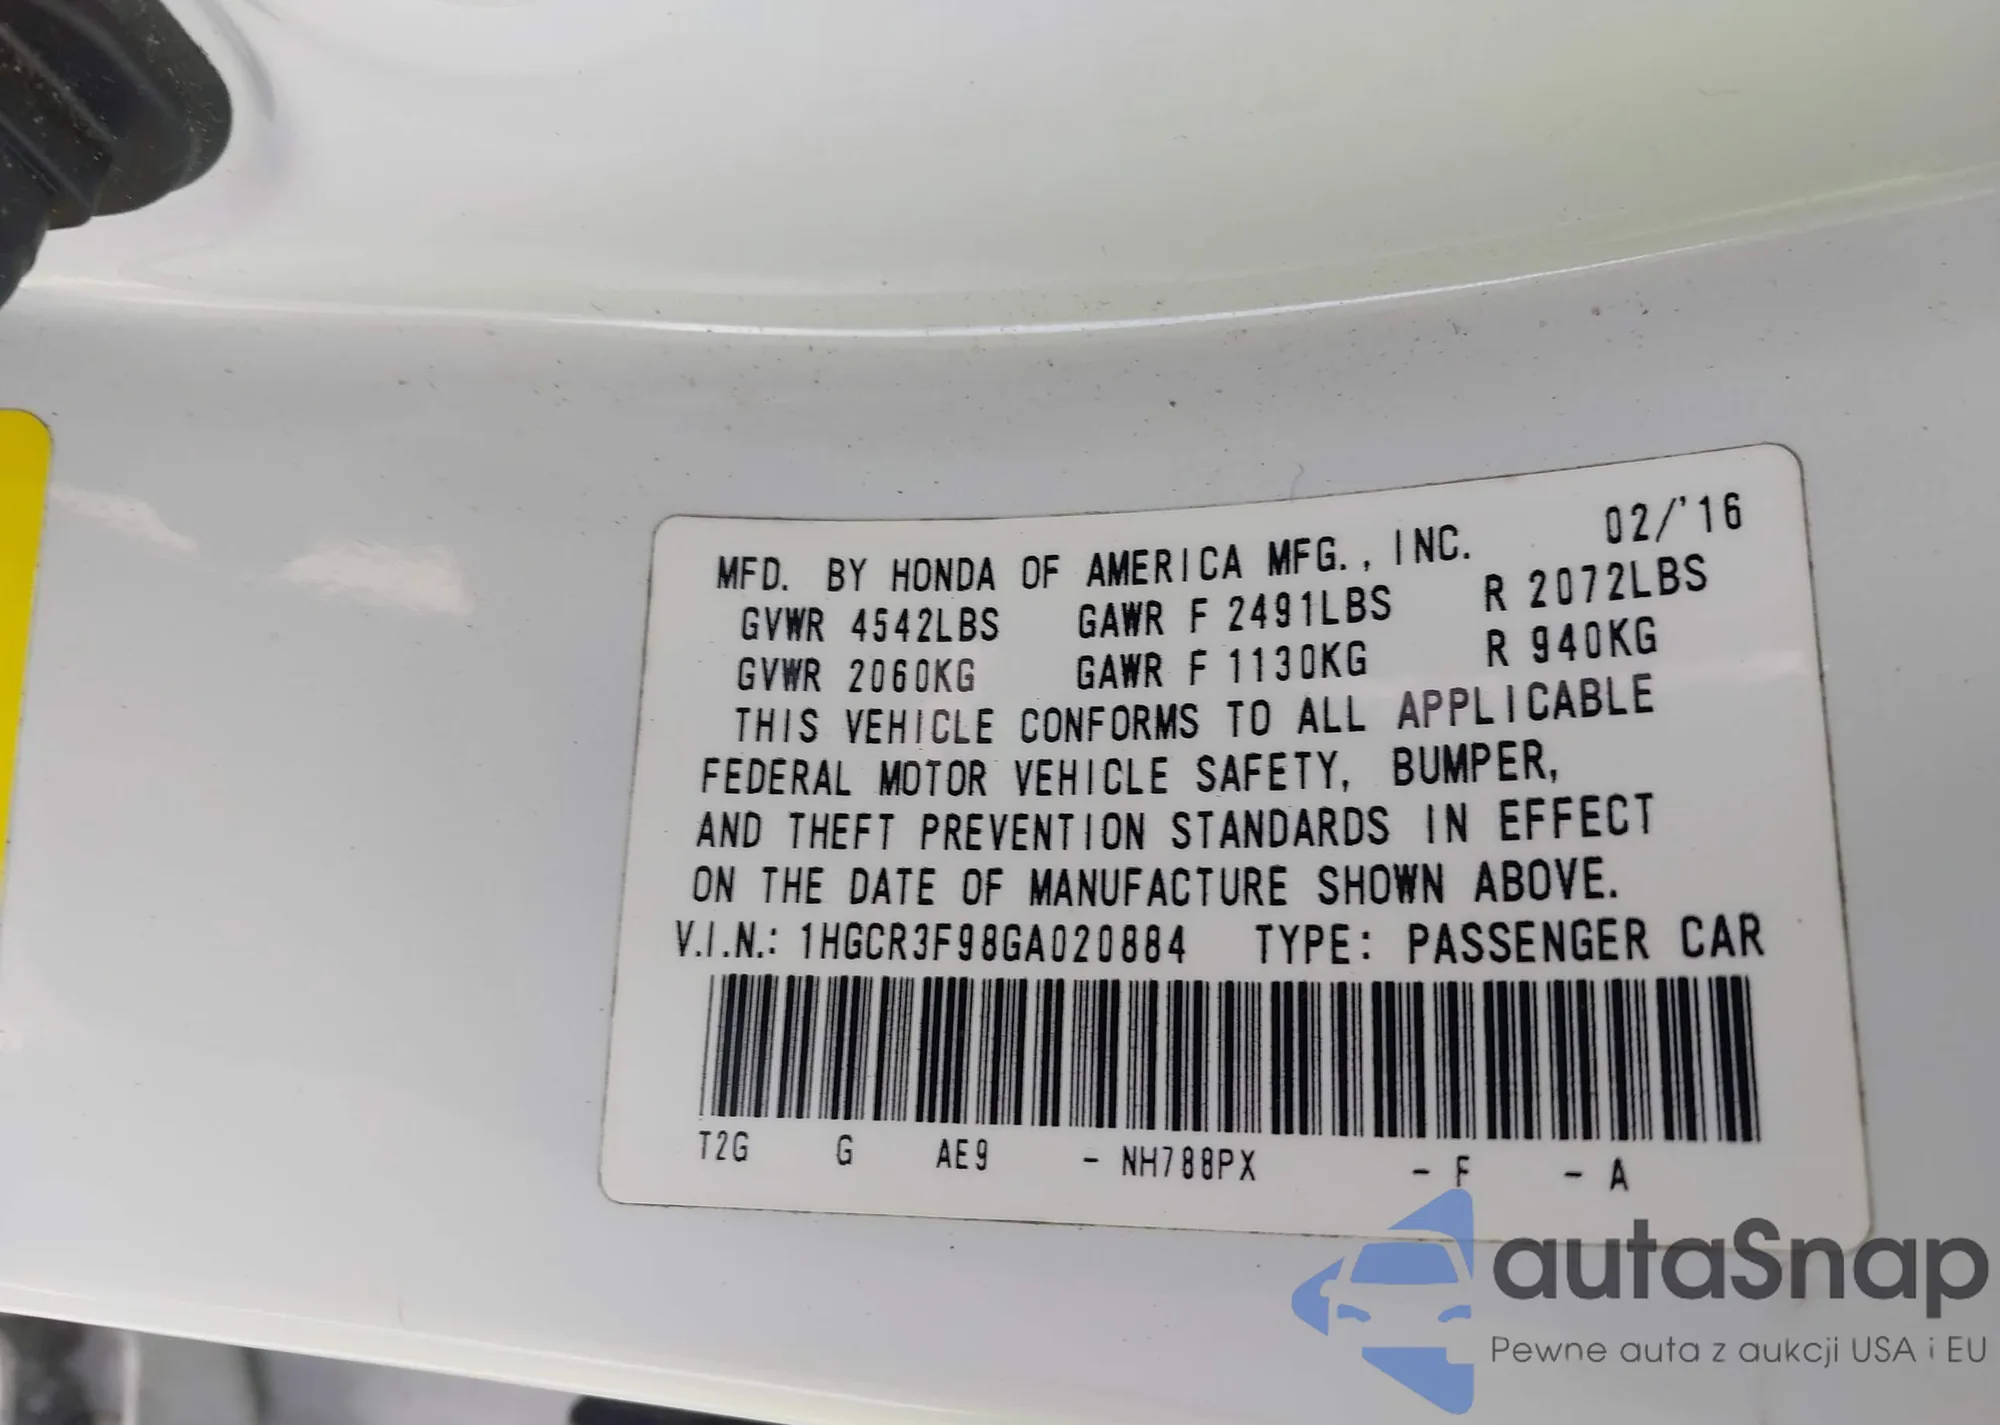 MFD. BY HONDA OF AMERICA MFG., INC. 02/'16
GVWR 4542LBS GAWR F 2491LBS R 2072LBS
GVWR 2060KG GAWR F 1130KG R 940KG
THIS VEHICLE CONFORMS TO ALL APPLICABLE
FEDERAL MOTOR VEHICLE SAFETY, BUMPER,
AND THEFT PREVENTION STANDARDS IN EFFECT
ON THE DATE OF MANUFACTURE SHOWN ABOVE.
V.I.N.: 1HGCR3F98GA020884 TYPE: PASSENGER CAR
T2G G AE9 - NH788PX - F - A
autaSnap
Pewne auta z aukcji USA i EU